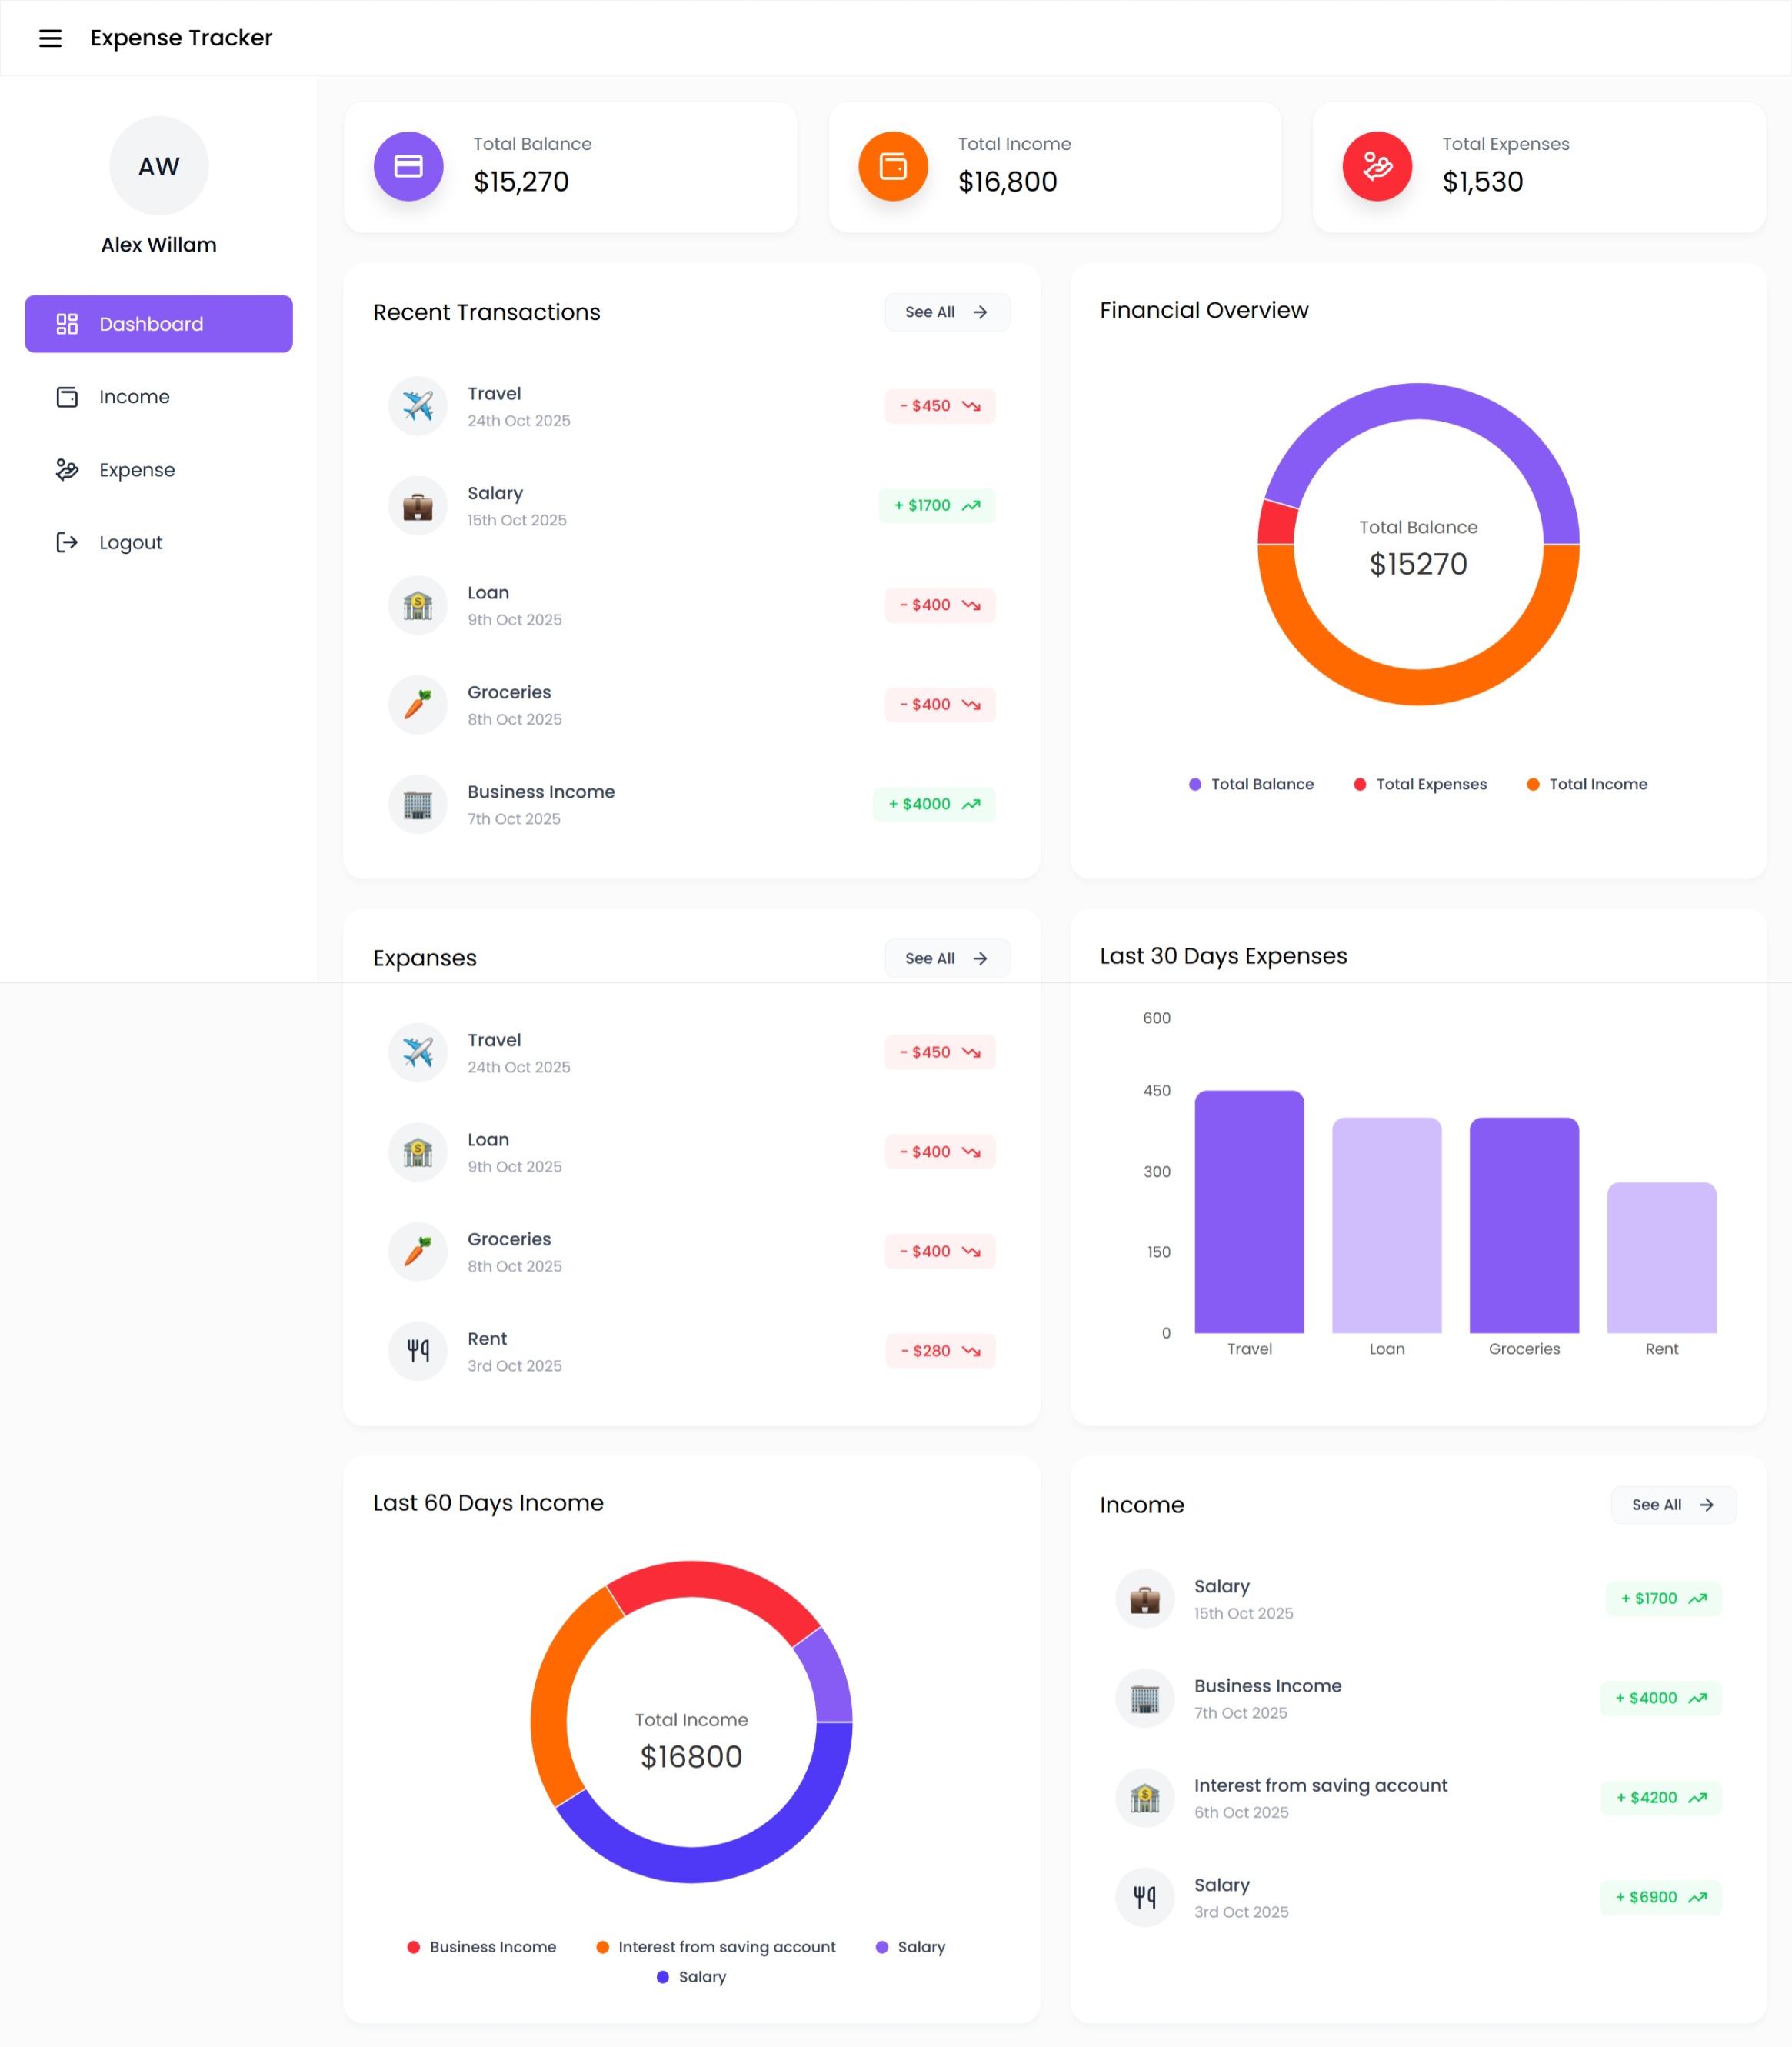 Expense Tracker
AW
Alex Willam
Dashboard
Income
Expense
Logout
Total Balance
$15,270
Total Income
$16,800
Total Expenses
$1,530
Recent Transactions
See All
Travel
24th Oct 2025
- $450
Salary
15th Oct 2025
+ $1700
Loan
9th Oct 2025
- $400
Groceries
8th Oct 2025
- $400
Business Income
7th Oct 2025
+ $4000
Financial Overview
Total Balance
$15270
Total Balance
Total Expenses
Total Income
Expanses
See All
Travel
24th Oct 2025
- $450
Loan
9th Oct 2025
- $400
Groceries
8th Oct 2025
- $400
Rent
3rd Oct 2025
- $280
Last 30 Days Expenses
600
450
300
150
0
Travel
Loan
Groceries
Rent
Last 60 Days Income
Total Income
$16800
Business Income
Interest from saving account
Salary
Salary
Income
See All
Salary
15th Oct 2025
+ $1700
Business Income
7th Oct 2025
+ $4000
Interest from saving account
6th Oct 2025
+ $4200
Salary
3rd Oct 2025
+ $6900